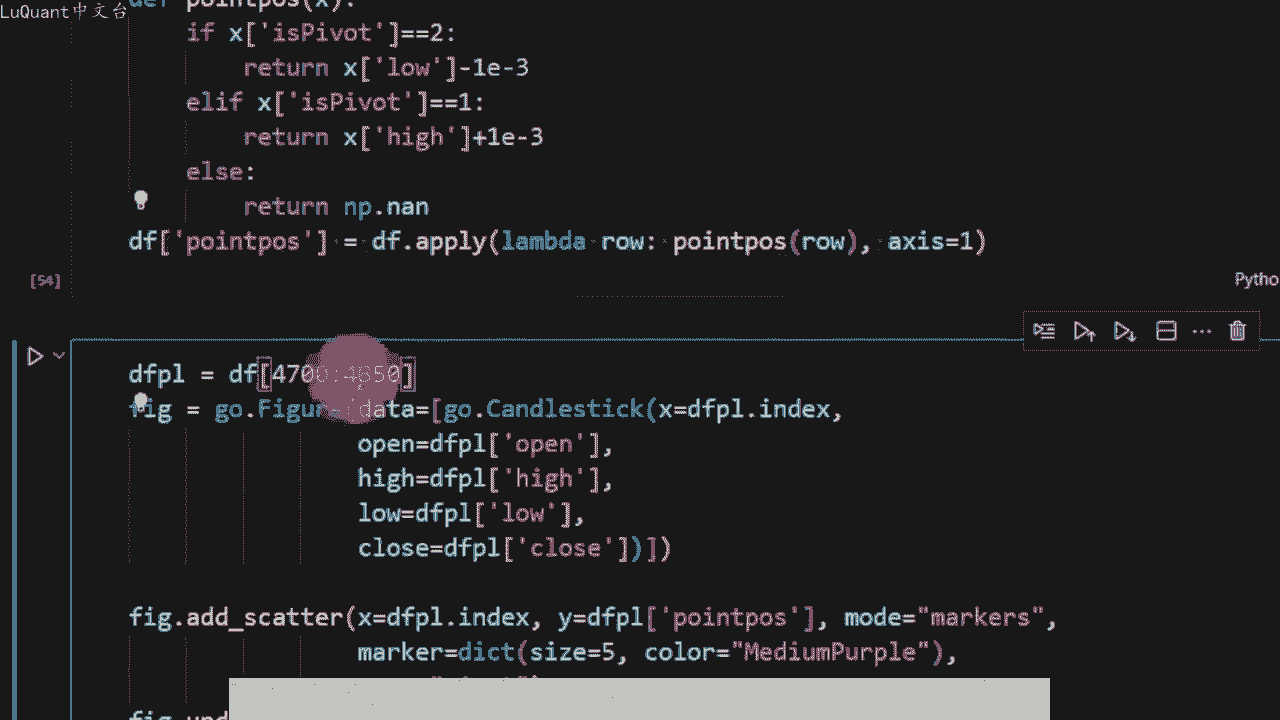 LuQuant中文台
def pointpos(x):
if x['isPivot']==2:
return x['low']-1e-3
elif x['isPivot']==1:
return x['high']+1e-3
else:
return np.nan
df['pointpos'] = df.apply(lambda row: pointpos(row), axis=1)
[54]
Pytho
dfpl = df[4700:4850]
fig = go.Figure(data=[go.Candlestick(x=dfpl.index,
open=dfpl['open'],
high=dfpl['high'],
low=dfpl['low'],
close=dfpl['close'])])
fig.add_scatter(x=dfpl.index, y=dfpl['pointpos'], mode="markers",
marker=dict(size=5, color="MediumPurple"),